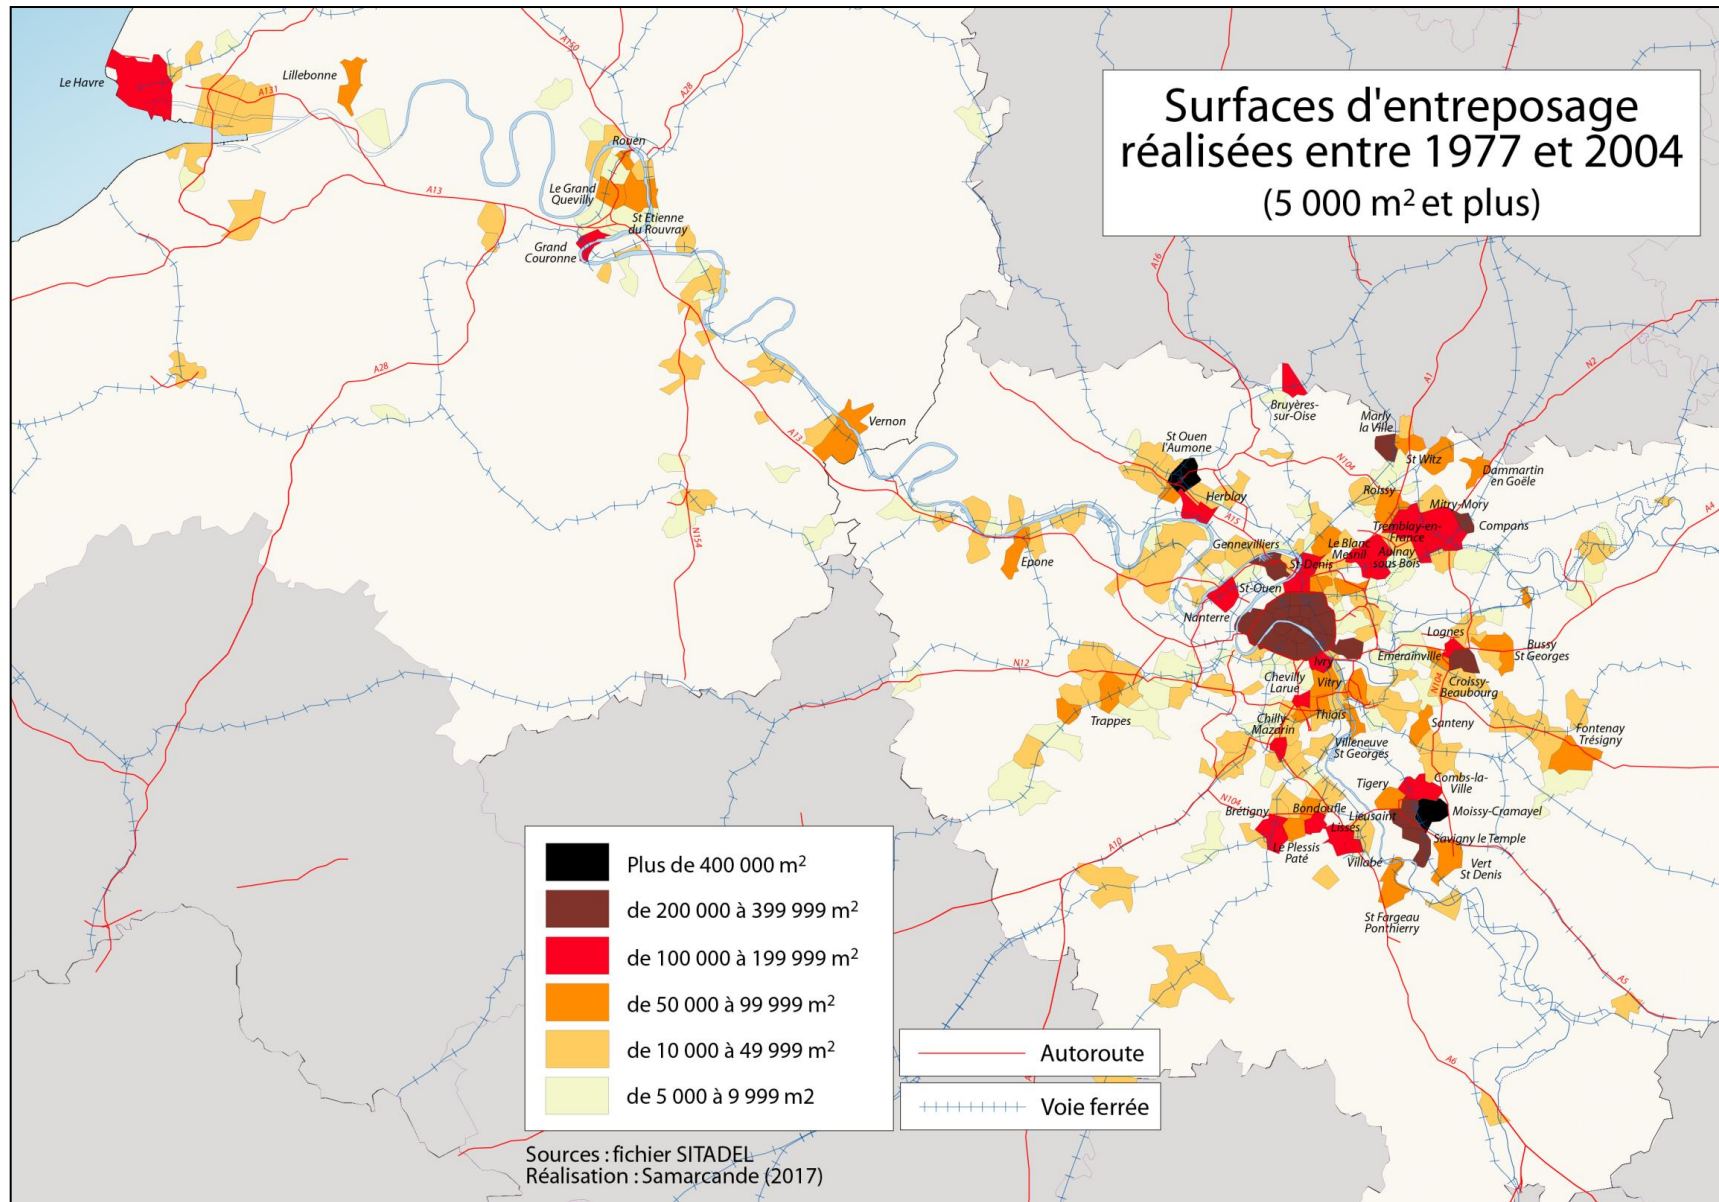 Surfaces d'entreposage
réalisées entre 1977 et 2004
(5 000 m² et plus)
Le Havre
Lillebonne
A131
A150
A28
Rouen
Le Grand
Quevilly
A13
St Etienne
du Rouvray
Grand
Couronne
A28
A13
Vernon
N154
A16
A1
N2
Bruyères-
sur-Oise
Marly
la Ville
St Ouen
l'Aumone
N104
St Witz
Dammartin
en Goële
Roissy
Herblay
Mitry-Mory
A15
Tremblay-en-
France
Compans
A4
Gennevilliers
Le Blanc
Mesnil
Aulnay
sous Bois
Epone
St-Denis
St-Ouen
Nanterre
Lognes
Bussy
St Georges
Emerainville
Ivry
N12
Chevilly
Larue
Vitry
Croissy-
Beaubourg
N104
Trappes
Chilly
Mazarin
Thiais
Santeny
Fontenay
Trésigny
Villeneuve
St Georges
Tigery
Combs-la-
Ville
N104
Brétigny
Bondoufle
Lieusaint
Moissy-Cramayel
Lisses
Savigny le Temple
A10
Le Plessis
Paté
Villabé
Vert
St Denis
St Fargeau
Ponthierry
A5
A6
Plus de 400 000 m²
de 200 000 à 399 999 m²
de 100 000 à 199 999 m²
de 50 000 à 99 999 m²
de 10 000 à 49 999 m²
de 5 000 à 9 999 m2
Autoroute
Voie ferrée
Sources : fichier SITADEL
Réalisation : Samarcande (2017)